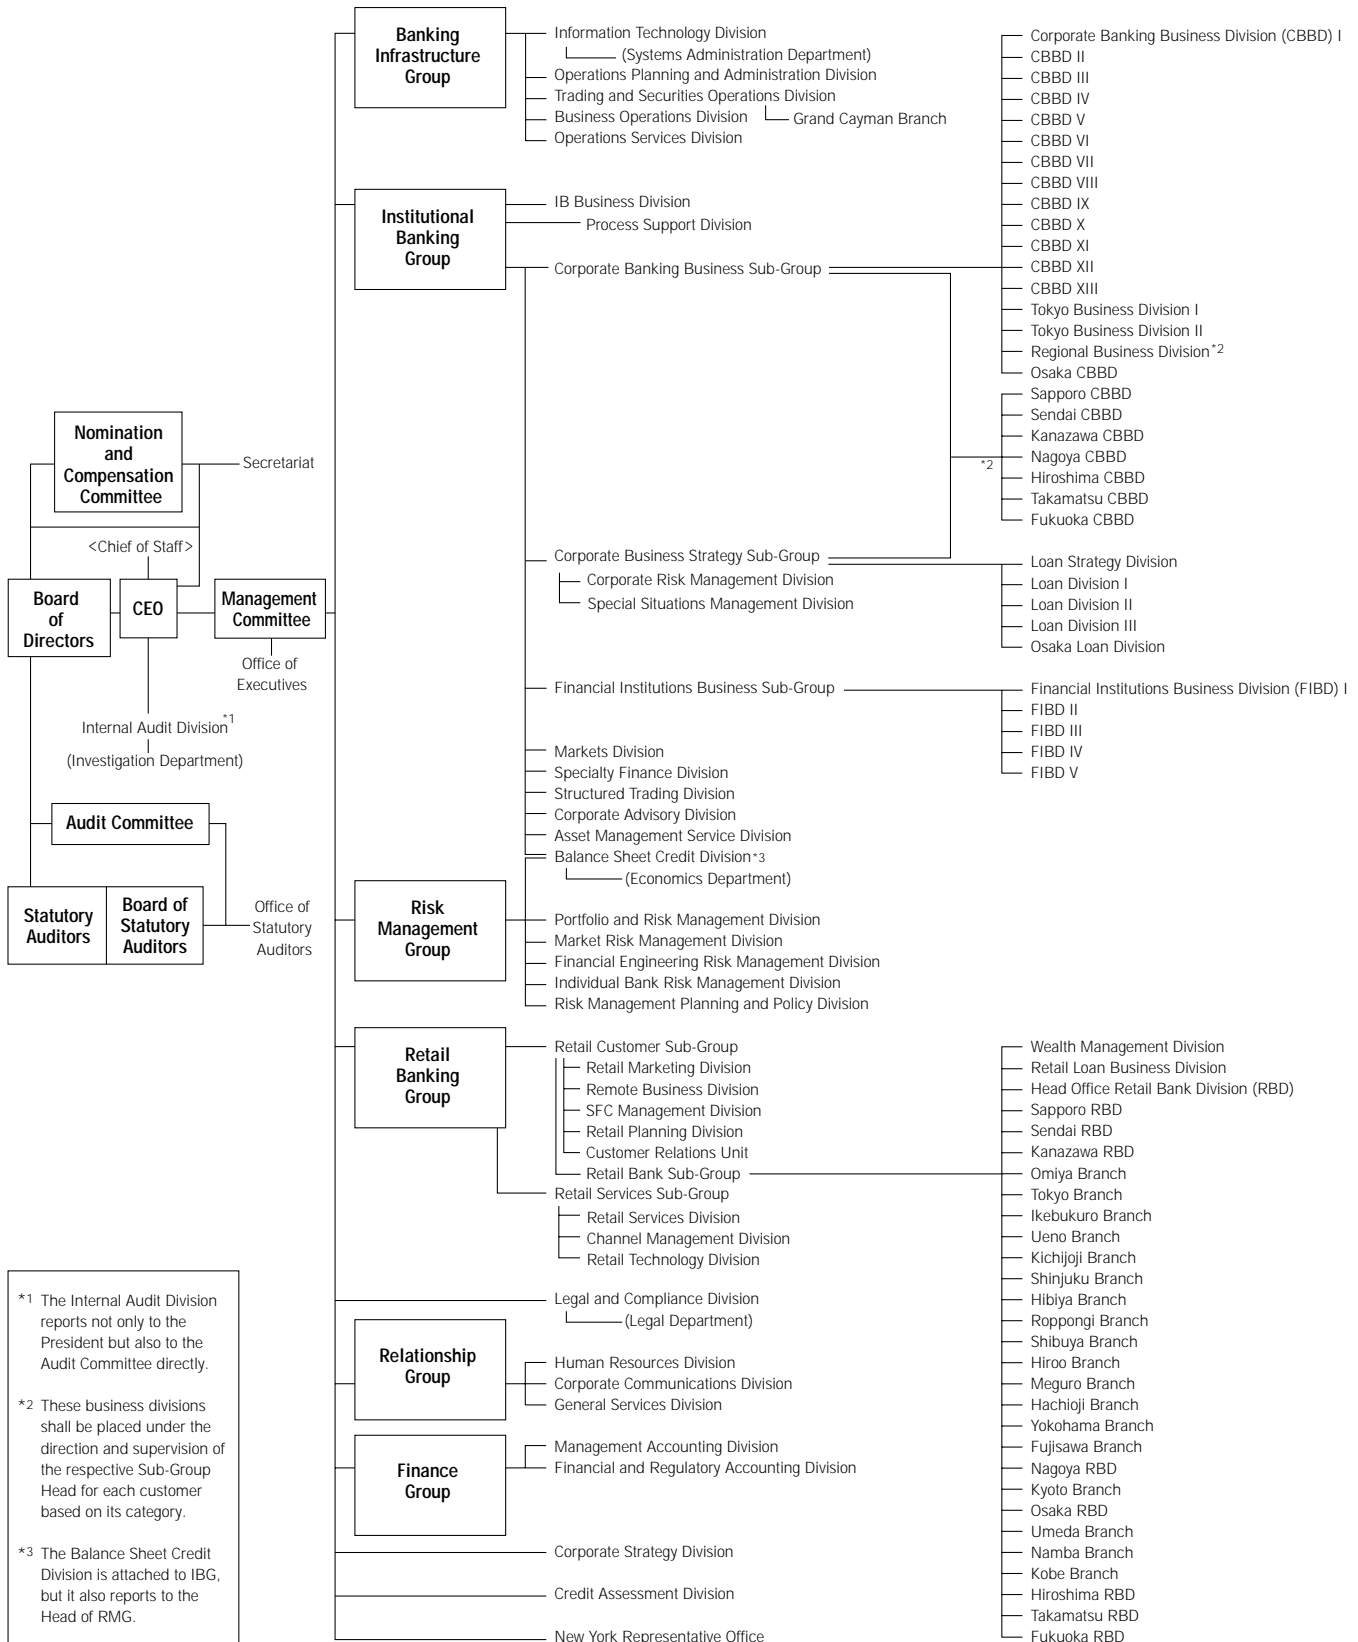 Nomination
and
Compensation
Committee
Secretariat
<Chief of Staff>
Board
of
Directors
CEO
Management
Committee
Office of
Executives
Internal Audit Division*1
(Investigation Department)
Audit Committee
Statutory
Auditors
Board of
Statutory
Auditors
Office of
Statutory
Auditors
Banking
Infrastructure
Group
Information Technology Division
(Systems Administration Department)
Operations Planning and Administration Division
Trading and Securities Operations Division
Business Operations Division
Grand Cayman Branch
Operations Services Division
Institutional
Banking
Group
IB Business Division
Process Support Division
Corporate Banking Business Sub-Group
Corporate Banking Business Division (CBBD) I
CBBD II
CBBD III
CBBD IV
CBBD V
CBBD VI
CBBD VII
CBBD VIII
CBBD IX
CBBD X
CBBD XI
CBBD XII
CBBD XIII
Tokyo Business Division I
Tokyo Business Division II
Regional Business Division*2
Osaka CBBD
*2
Sapporo CBBD
Sendai CBBD
Kanazawa CBBD
Nagoya CBBD
Hiroshima CBBD
Takamatsu CBBD
Fukuoka CBBD
Corporate Business Strategy Sub-Group
Corporate Risk Management Division
Special Situations Management Division
Loan Strategy Division
Loan Division I
Loan Division II
Loan Division III
Osaka Loan Division
Financial Institutions Business Sub-Group
Financial Institutions Business Division (FIBD) I
FIBD II
FIBD III
FIBD IV
FIBD V
Markets Division
Specialty Finance Division
Structured Trading Division
Corporate Advisory Division
Asset Management Service Division
Balance Sheet Credit Division*3
(Economics Department)
Risk
Management
Group
Portfolio and Risk Management Division
Market Risk Management Division
Financial Engineering Risk Management Division
Individual Bank Risk Management Division
Risk Management Planning and Policy Division
Retail
Banking
Group
Retail Customer Sub-Group
Retail Marketing Division
Remote Business Division
SFC Management Division
Retail Planning Division
Customer Relations Unit
Retail Bank Sub-Group
Retail Services Sub-Group
Retail Services Division
Channel Management Division
Retail Technology Division
Wealth Management Division
Retail Loan Business Division
Head Office Retail Bank Division (RBD)
Sapporo RBD
Sendai RBD
Kanazawa RBD
Omiya Branch
Tokyo Branch
Ikebukuro Branch
Ueno Branch
Kichijoji Branch
Shinjuku Branch
Hibiya Branch
Roppongi Branch
Shibuya Branch
Hiroo Branch
Meguro Branch
Hachioji Branch
Yokohama Branch
Fujisawa Branch
Nagoya RBD
Kyoto Branch
Osaka RBD
Umeda Branch
Namba Branch
Kobe Branch
Hiroshima RBD
Takamatsu RBD
Fukuoka RBD
Legal and Compliance Division
(Legal Department)
Relationship
Group
Human Resources Division
Corporate Communications Division
General Services Division
Finance
Group
Management Accounting Division
Financial and Regulatory Accounting Division
Corporate Strategy Division
Credit Assessment Division
New York Representative Office
*1 The Internal Audit Division
reports not only to the
President but also to the
Audit Committee directly.
*2 These business divisions
shall be placed under the
direction and supervision of
the respective Sub-Group
Head for each customer
based on its category.
*3 The Balance Sheet Credit
Division is attached to IBG,
but it also reports to the
Head of RMG.